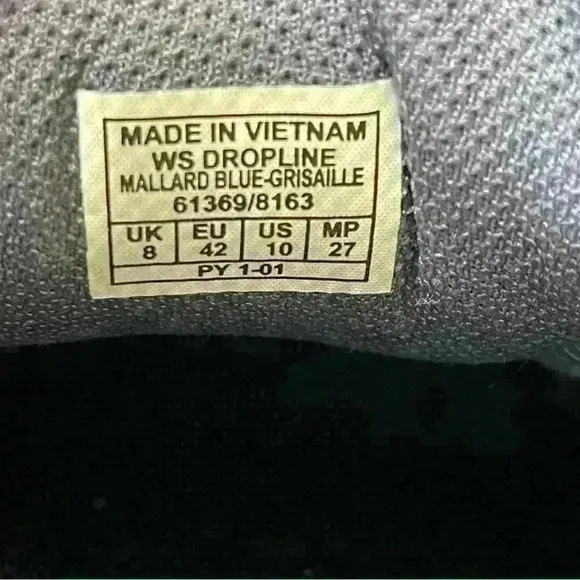 MADE IN VIETNAM
WS DROPLINE
MALLARD BLUE-GRISAILLE
61369/8163
UK EU US MP
8 42 10 27
PY 1-01